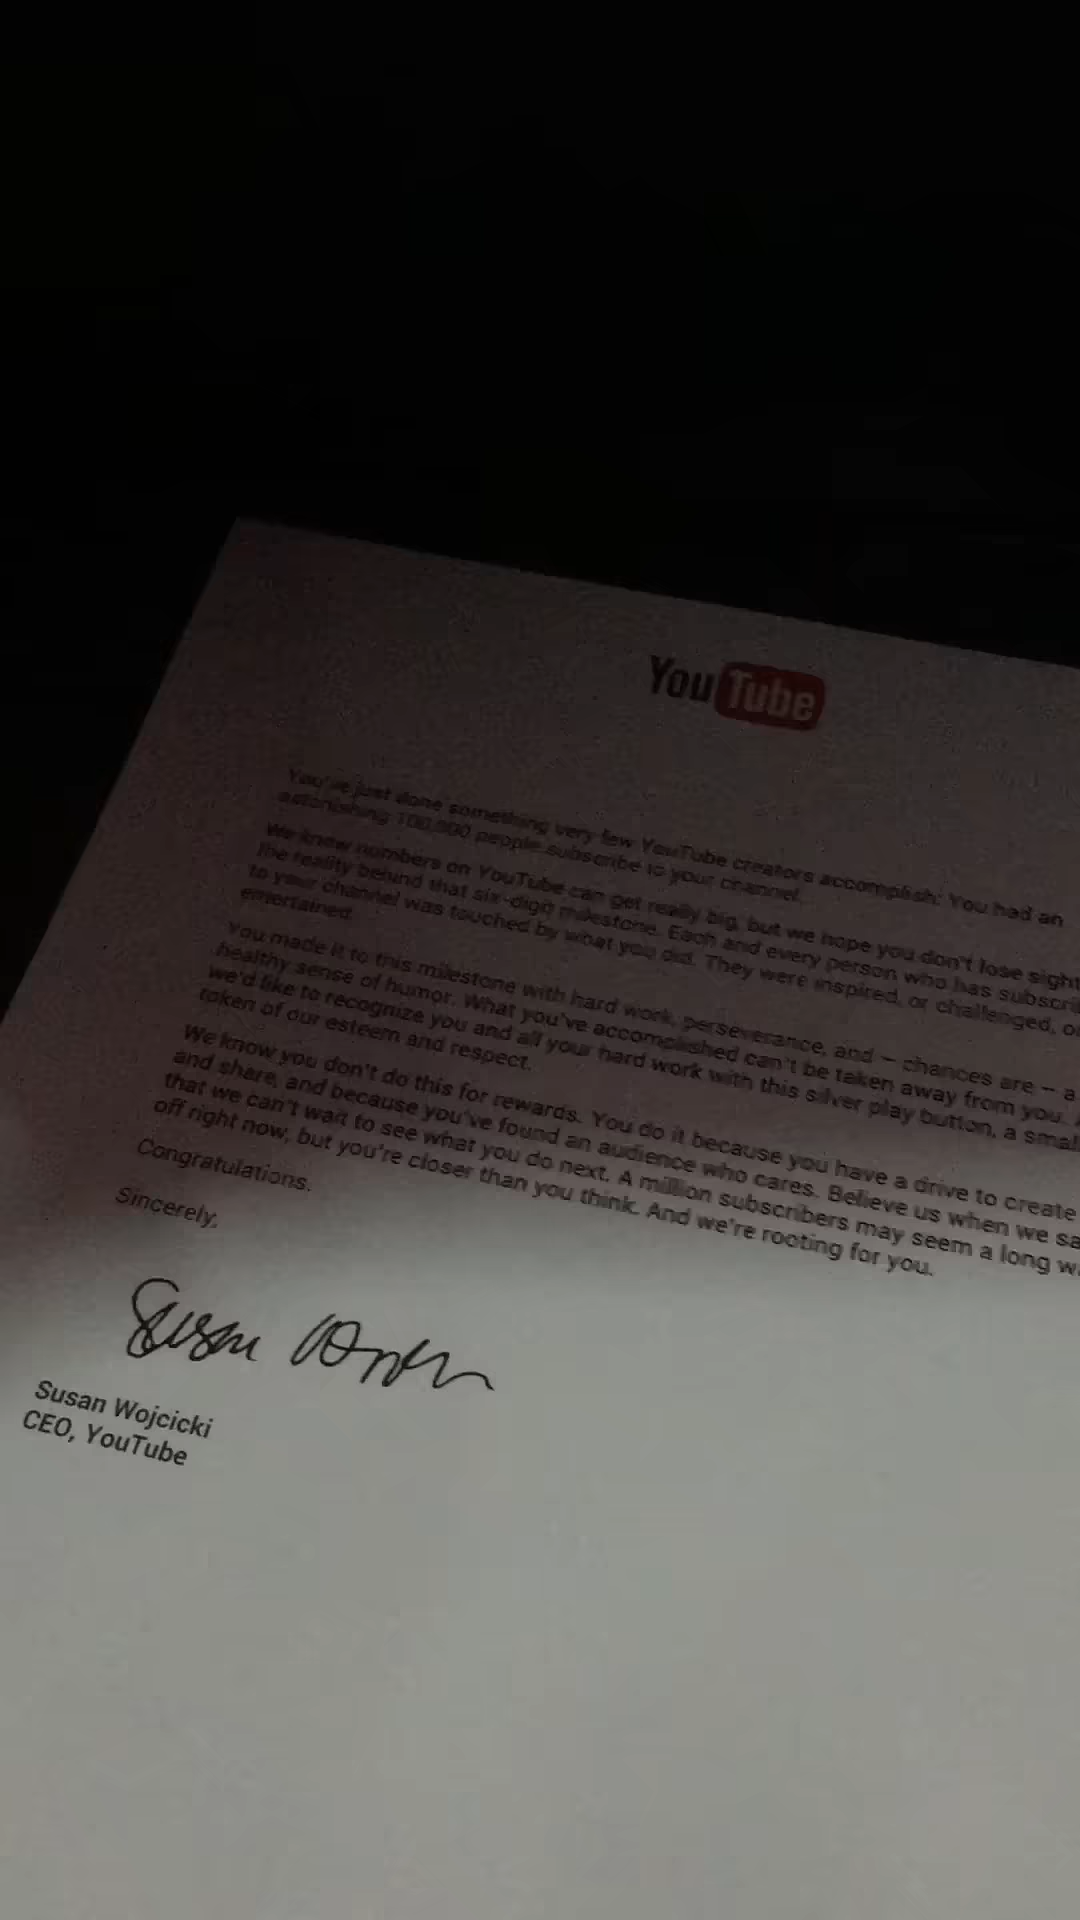 YouTube
You've just done something very few YouTube creators accomplish: You had an
astonishing 100,000 people subscribe to your channel.
We know numbers on YouTube can get really big, but we hope you don't lose sight
the reality behind that six-digit milestone. Each and every person who has subscri
to your channel was touched by what you did. They were inspired, or challenged, o
entertained.
You made it to this milestone with hard work, perseverance, and – chances are – a
healthy sense of humor. What you've accomplished can't be taken away from you.
we'd like to recognize you and all your hard work with this silver play button, a small
token of our esteem and respect.
We know you don't do this for rewards. You do it because you have a drive to create
and share, and because you've found an audience who cares. Believe us when we sa
that we can't wait to see what you do next. A million subscribers may seem a long w
off right now, but you're closer than you think. And we're rooting for you.
Congratulations.
Sincerely,
Susan Wojcicki
CEO, YouTube